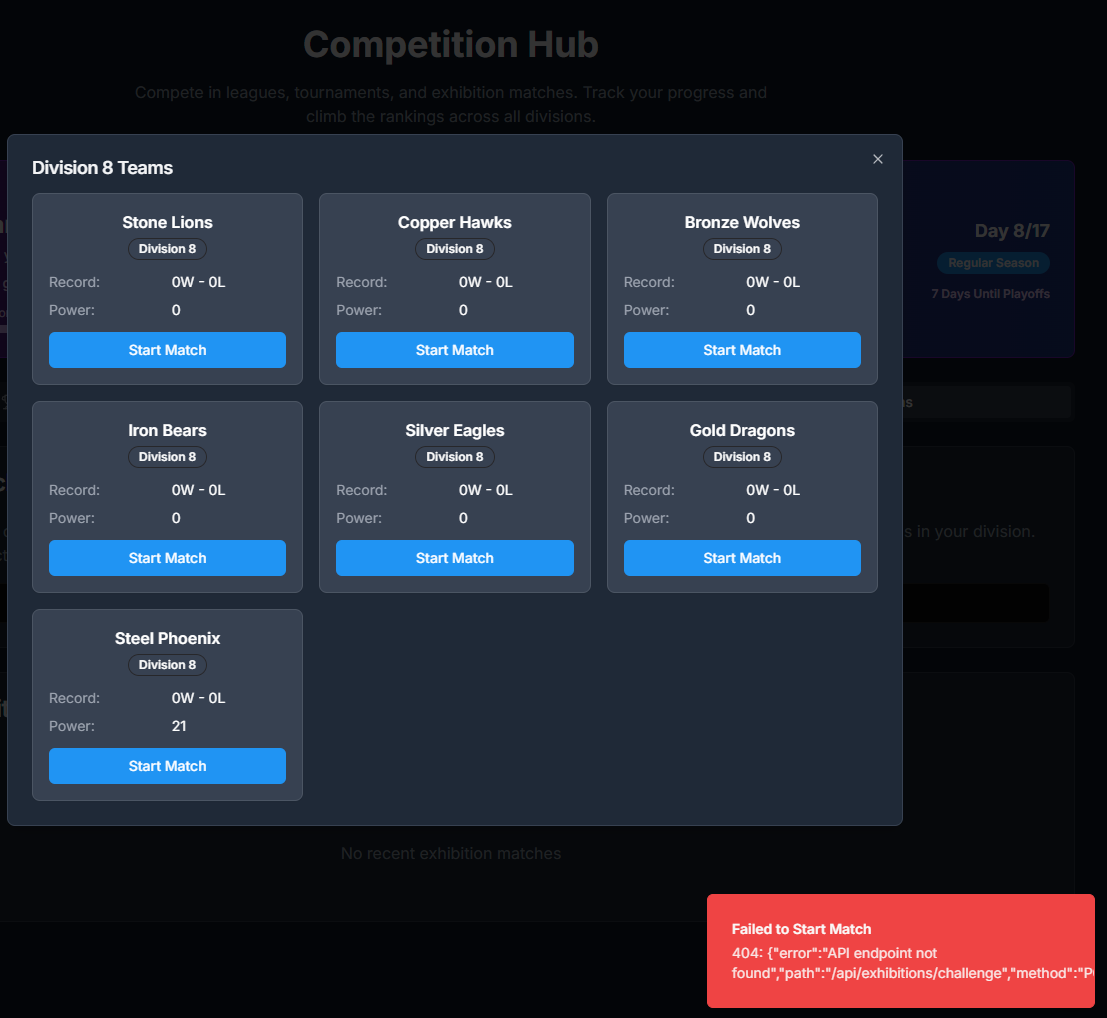 Competition Hub
Compete in leagues, tournaments, and exhibition matches. Track your progress and
climb the rankings across all divisions.
Division 8 Teams
Day 8/17
Regular Season
7 Days Until Playoffs
Stone Lions
Division 8
Record: 0W - 0L
Power: 0
Start Match
Copper Hawks
Division 8
Record: 0W - 0L
Power: 0
Start Match
Bronze Wolves
Division 8
Record: 0W - 0L
Power: 0
Start Match
Iron Bears
Division 8
Record: 0W - 0L
Power: 0
Start Match
Silver Eagles
Division 8
Record: 0W - 0L
Power: 0
Start Match
Gold Dragons
Division 8
Record: 0W - 0L
Power: 0
Start Match
s in your division.
Steel Phoenix
Division 8
Record: 0W - 0L
Power: 21
Start Match
No recent exhibition matches
Failed to Start Match
404: {"error":"API endpoint not
found","path":"/api/exhibitions/challenge","method":"P